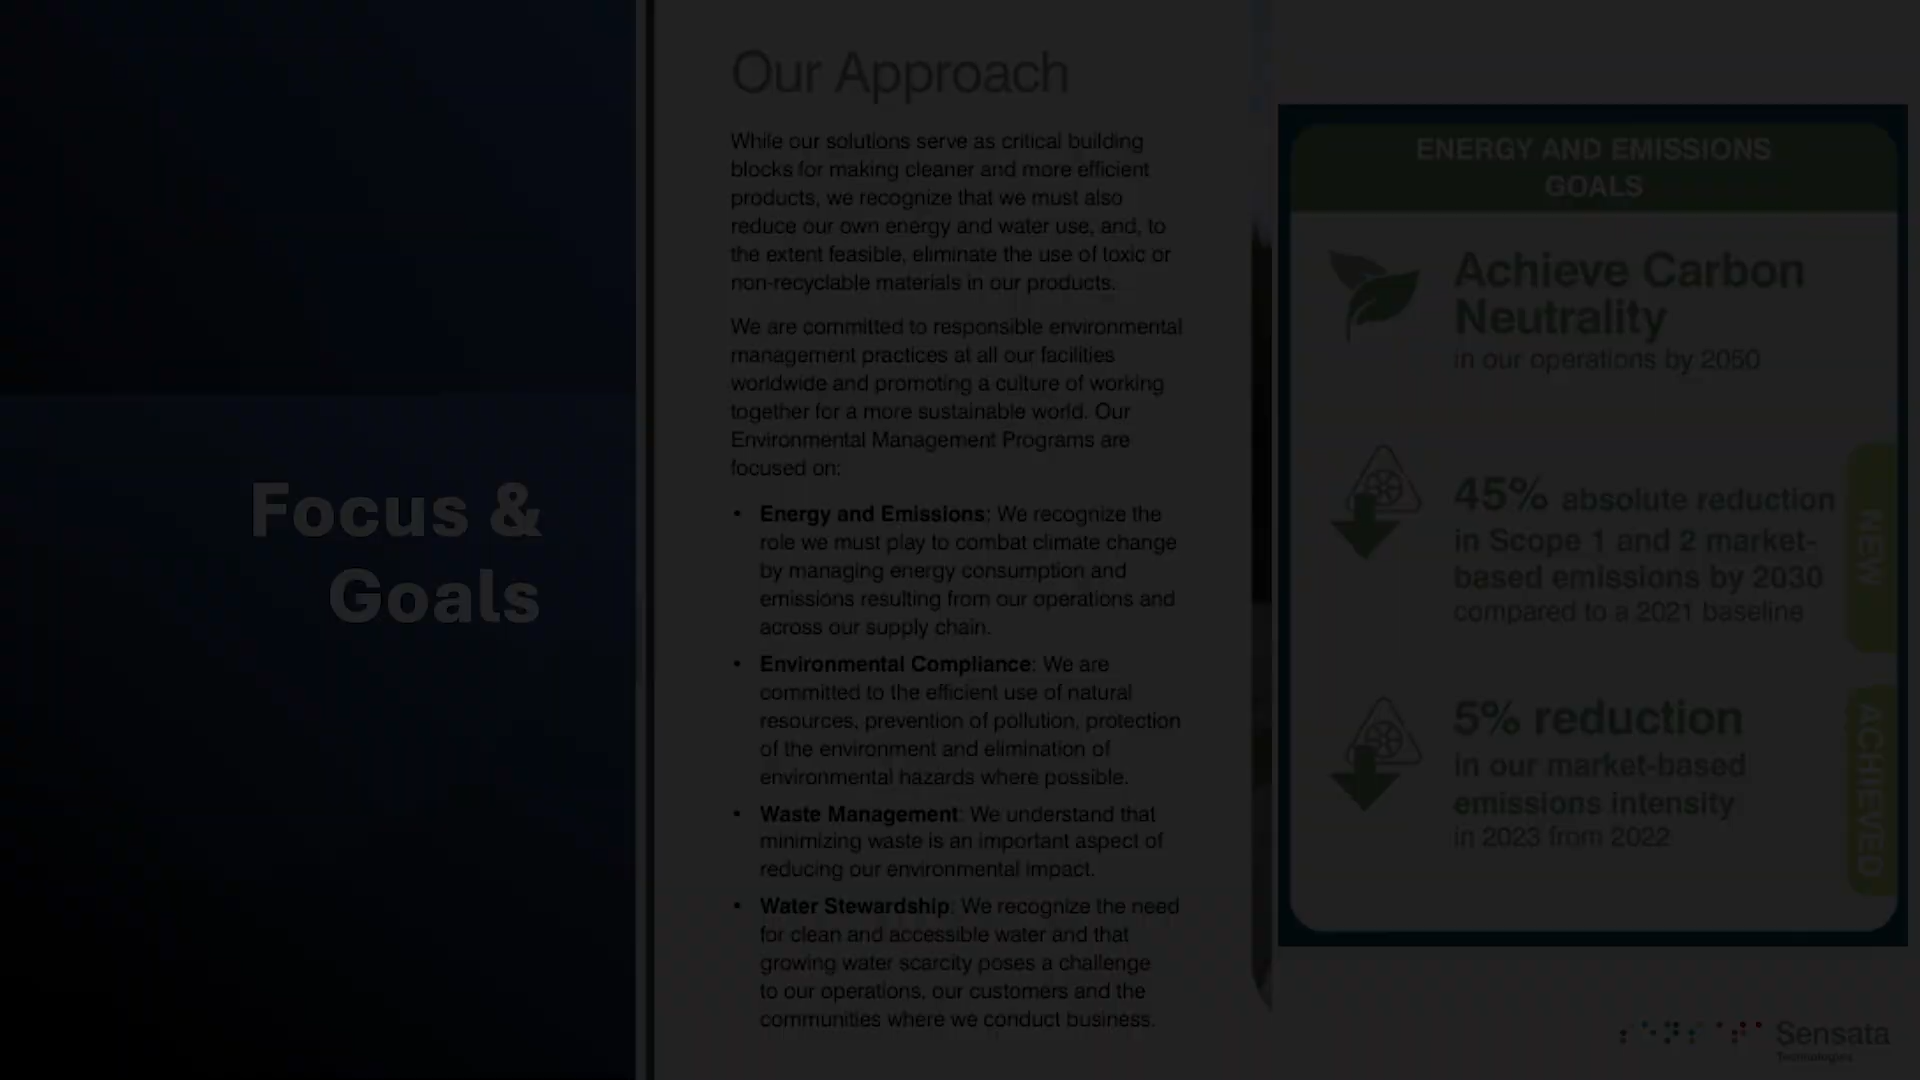 Focus &
Goals
Our Approach
While our solutions serve as critical building
blocks for making cleaner and more efficient
products, we recognize that we must also
reduce our own energy and water use, and, to
the extent feasible, eliminate the use of toxic or
non-recyclable materials in our products.
We are committed to responsible environmental
management practices at all our facilities
worldwide and promoting a culture of working
together for a more sustainable world. Our
Environmental Management Programs are
focused on:
• Energy and Emissions: We recognize the
role we must play to combat climate change
by managing energy consumption and
emissions resulting from our operations and
across our supply chain.
• Environmental Compliance: We are
committed to the efficient use of natural
resources, prevention of pollution, protection
of the environment and elimination of
environmental hazards where possible.
• Waste Management: We understand that
minimizing waste is an important aspect of
reducing our environmental impact.
• Water Stewardship: We recognize the need
for clean and accessible water and that
growing water scarcity poses a challenge
to our operations, our customers and the
communities where we conduct business.
ENERGY AND EMISSIONS
GOALS
Achieve Carbon
Neutrality
in our operations by 2050
45% absolute reduction
in Scope 1 and 2 market-
based emissions by 2030
compared to a 2021 baseline
NEW
5% reduction
in our market-based
emissions intensity
in 2023 from 2022
ACHIEVED
Sensata
Technologies